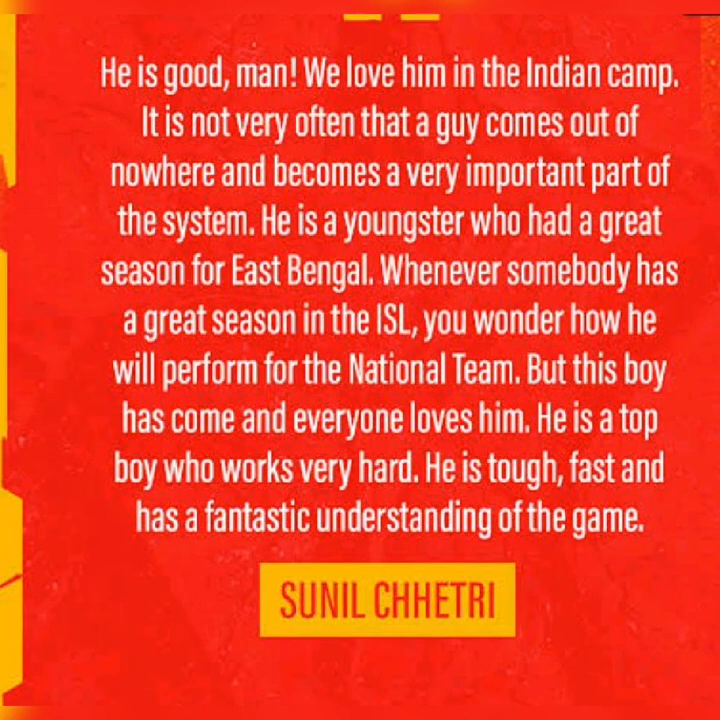 He is good, man! We love him in the Indian camp.
It is not very often that a guy comes out of
nowhere and becomes a very important part of
the system. He is a youngster who had a great
season for East Bengal. Whenever somebody has
a great season in the ISL, you wonder how he
will perform for the National Team. But this boy
has come and everyone loves him. He is a top
boy who works very hard. He is tough, fast and
has a fantastic understanding of the game.
SUNIL CHHETRI